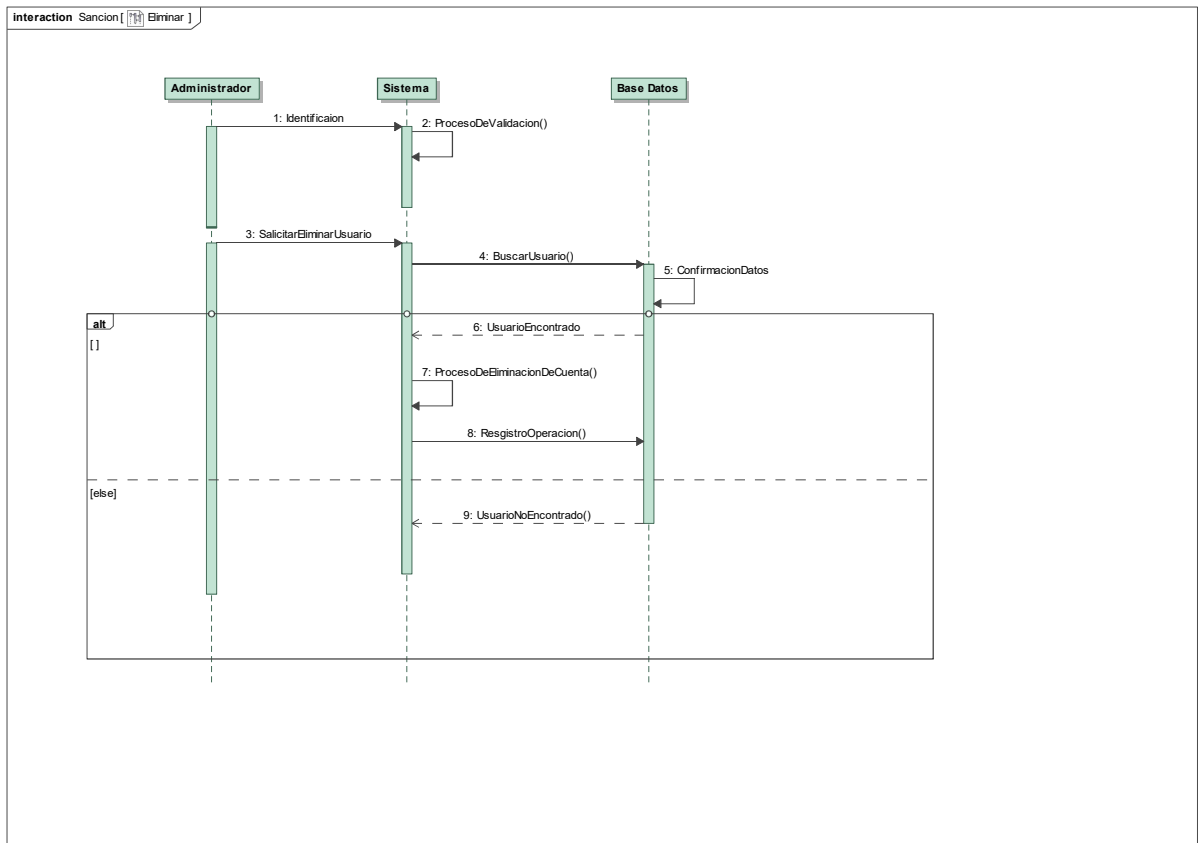 interaction Sancion [ Eliminar ]
Administrador
Sistema
Base Datos
1: Identificaion
2: ProcesoDeValidacion()
3: SalicitarEliminarUsuario
4: BuscarUsuario()
5: ConfirmacionDatos
alt
6: UsuarioEncontrado
[ ]
7: ProcesoDeEliminacionDeCuenta()
8: ResgistroOperacion()
[else]
9: UsuarioNoEncontrado()